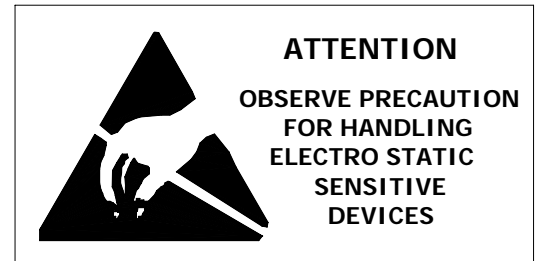 ATTENTION
OBSERVE PRECAUTION
FOR HANDLING
ELECTRO STATIC
SENSITIVE
DEVICES